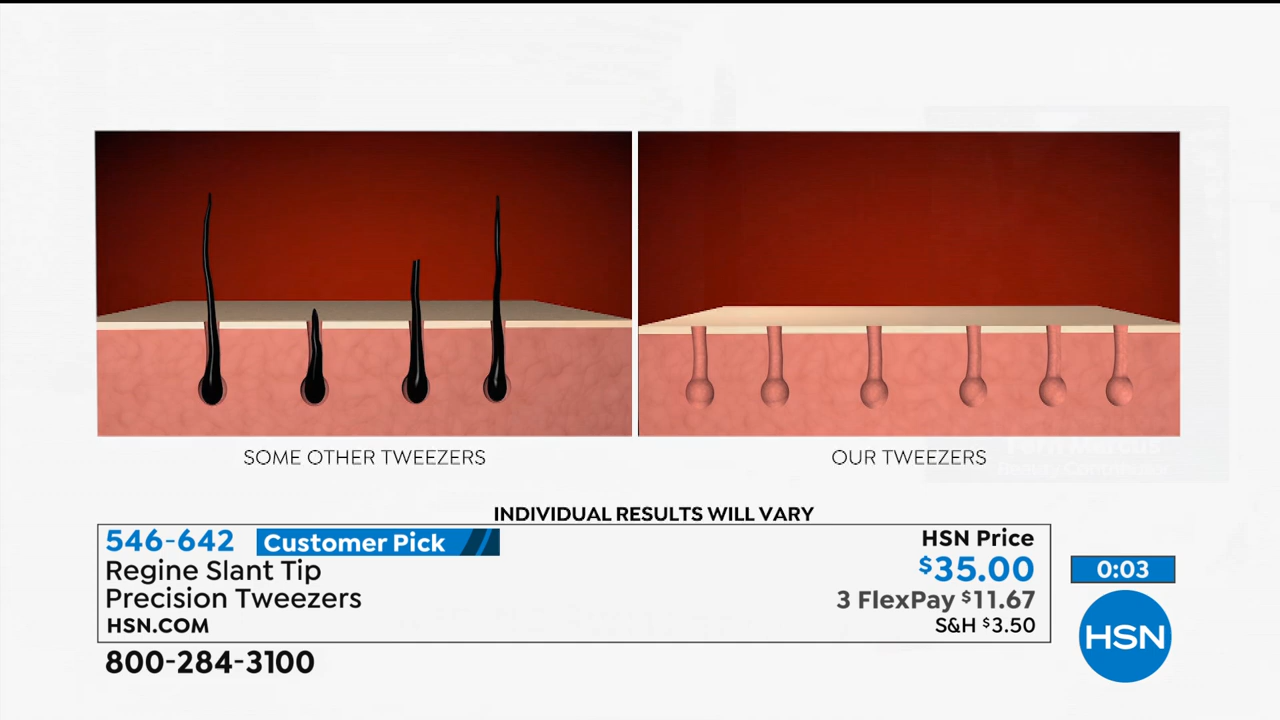 SOME OTHER TWEEZERS
OUR TWEEZERS
INDIVIDUAL RESULTS WILL VARY
546-642 Customer Pick
Regine Slant Tip
Precision Tweezers
HSN.COM
HSN Price
$35.00
3 FlexPay $11.67
S&H $3.50
0:03
HSN
800-284-3100